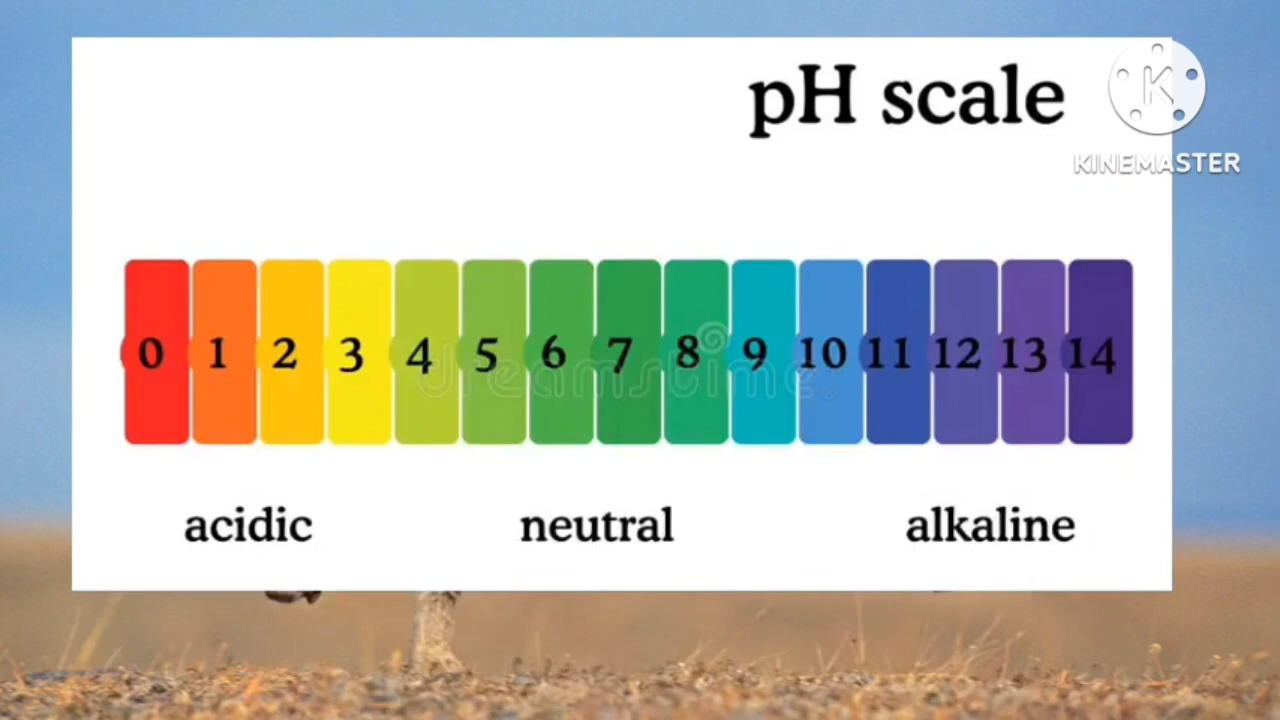 pH scale
KINEMASTER
0 1 2 3 4 5 6 7 8 9 10 11 12 13 14
dreamstime.
acidic neutral alkaline